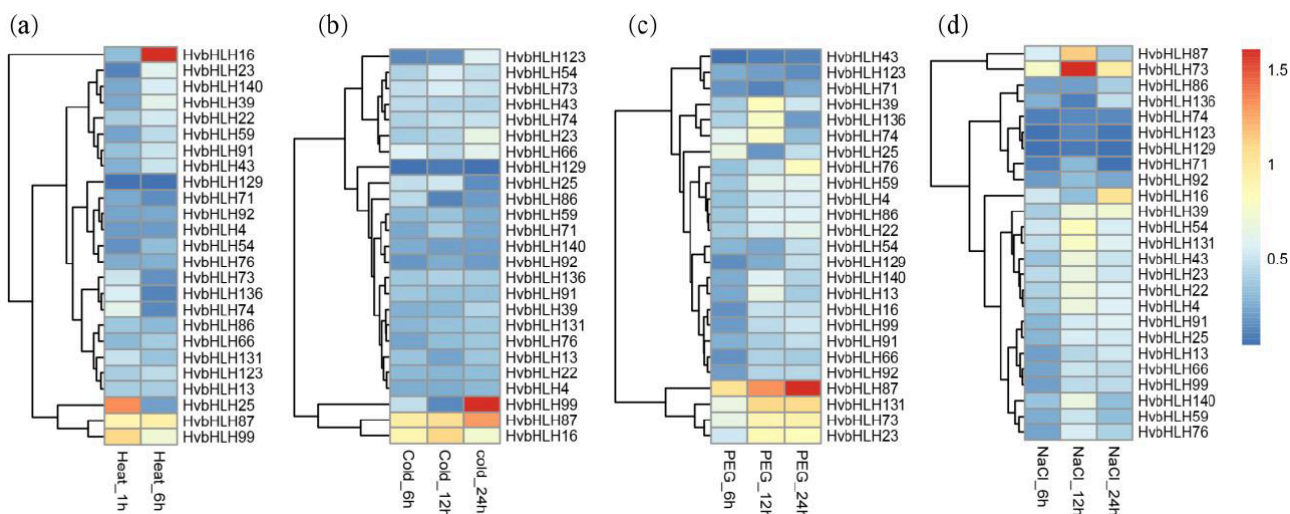 (a)
HvbHLH16
HvbHLH23
HvbHLH140
HvbHLH39
HvbHLH22
HvbHLH59
HvbHLH91
HvbHLH43
HvbHLH129
HvbHLH71
HvbHLH92
HvbHLH4
HvbHLH54
HvbHLH76
HvbHLH73
HvbHLH136
HvbHLH74
HvbHLH86
HvbHLH66
HvbHLH131
HvbHLH123
HvbHLH13
HvbHLH25
HvbHLH87
HvbHLH99
Heat_1h
Heat_6h
(b)
HvbHLH123
HvbHLH54
HvbHLH73
HvbHLH43
HvbHLH74
HvbHLH23
HvbHLH66
HvbHLH129
HvbHLH25
HvbHLH86
HvbHLH59
HvbHLH71
HvbHLH140
HvbHLH92
HvbHLH136
HvbHLH91
HvbHLH39
HvbHLH131
HvbHLH76
HvbHLH13
HvbHLH22
HvbHLH4
HvbHLH99
HvbHLH87
HvbHLH16
Cold_6h
Cold_12h
cold_24h
(c)
HvbHLH43
HvbHLH123
HvbHLH71
HvbHLH39
HvbHLH136
HvbHLH74
HvbHLH25
HvbHLH76
HvbHLH59
HvbHLH4
HvbHLH86
HvbHLH22
HvbHLH54
HvbHLH129
HvbHLH140
HvbHLH13
HvbHLH16
HvbHLH99
HvbHLH91
HvbHLH66
HvbHLH92
HvbHLH87
HvbHLH131
HvbHLH73
HvbHLH23
PEG_6h
PEG_12h
PEG_24h
(d)
HvbHLH87
HvbHLH73
HvbHLH86
HvbHLH136
HvbHLH74
HvbHLH123
HvbHLH129
HvbHLH71
HvbHLH92
HvbHLH16
HvbHLH39
HvbHLH54
HvbHLH131
HvbHLH43
HvbHLH23
HvbHLH22
HvbHLH4
HvbHLH91
HvbHLH25
HvbHLH13
HvbHLH66
HvbHLH99
HvbHLH140
HvbHLH59
HvbHLH76
NaCl_6h
NaCl_12h
NaCl_24h
1.5
1
0.5